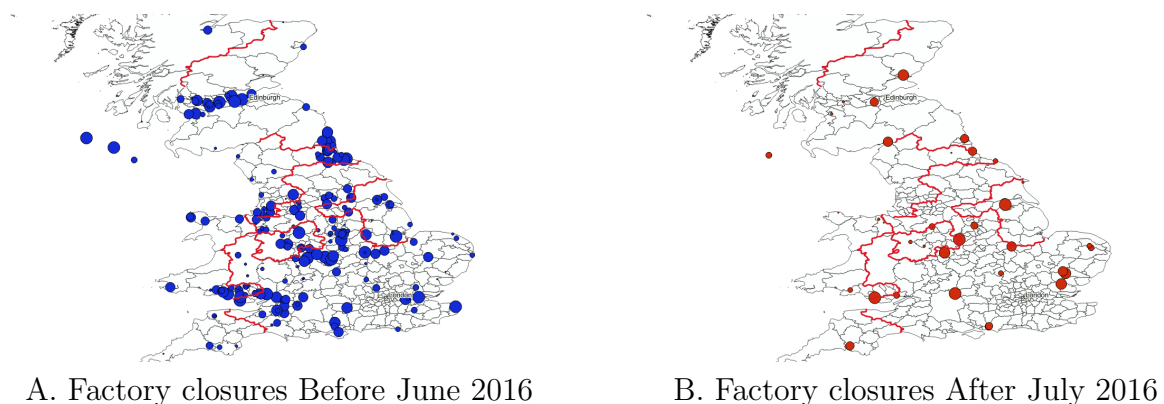 Edinburgh
London
Edinburgh
London
A. Factory closures Before June 2016
B. Factory closures After July 2016